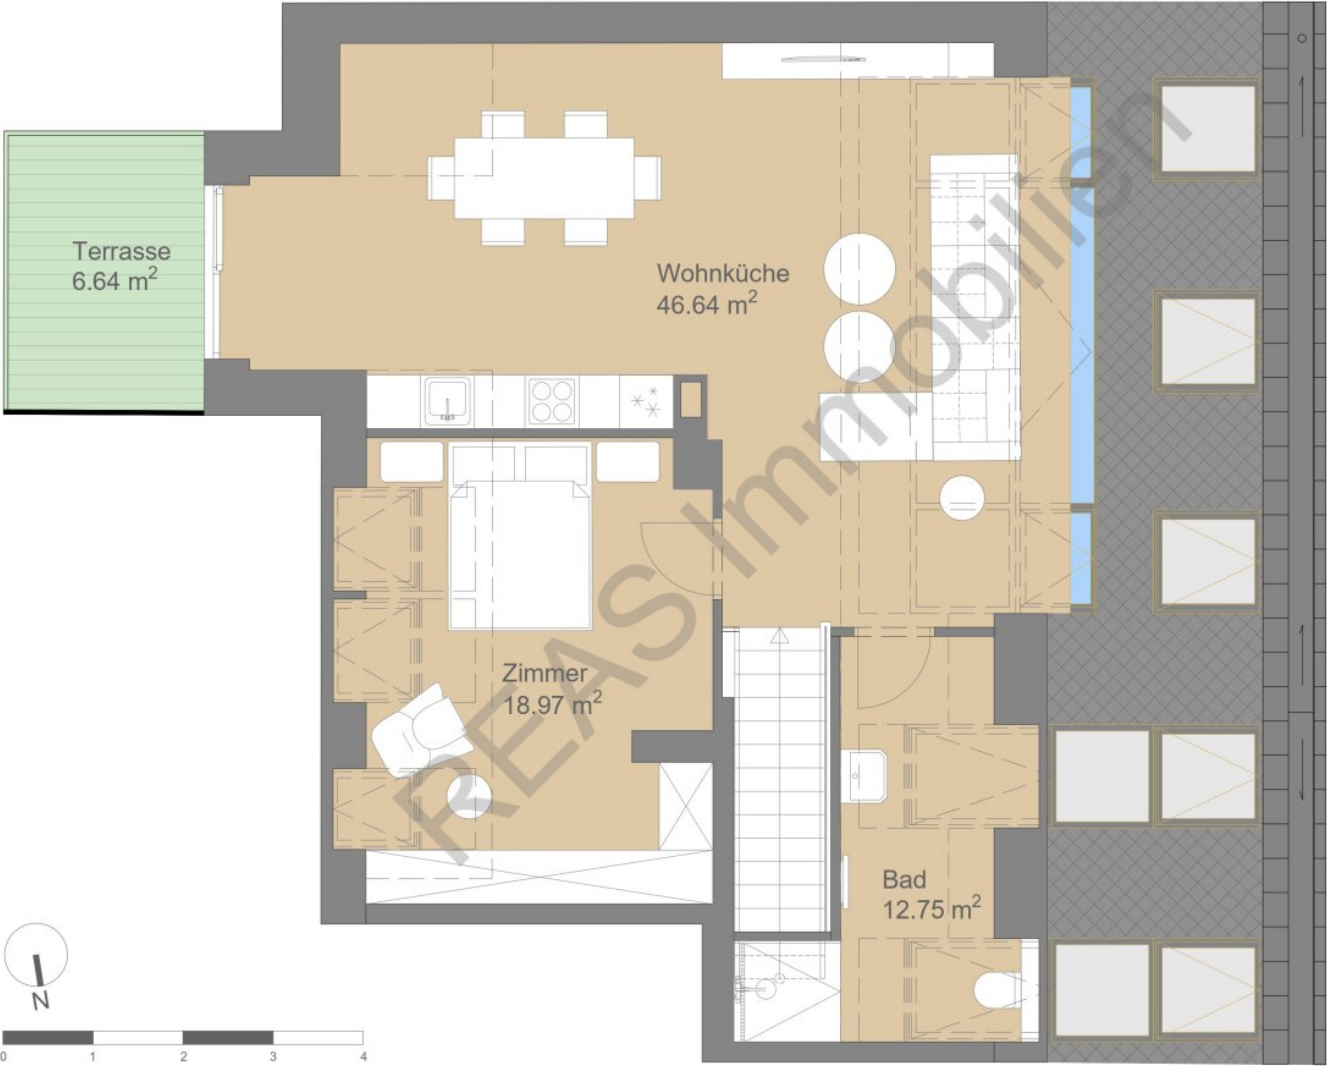 Terrasse
6.64 m²
Wohnküche
46.64 m²
REAS Immobilien
Zimmer
18.97 m²
Bad
12.75 m²
N
0 1 2 3 4